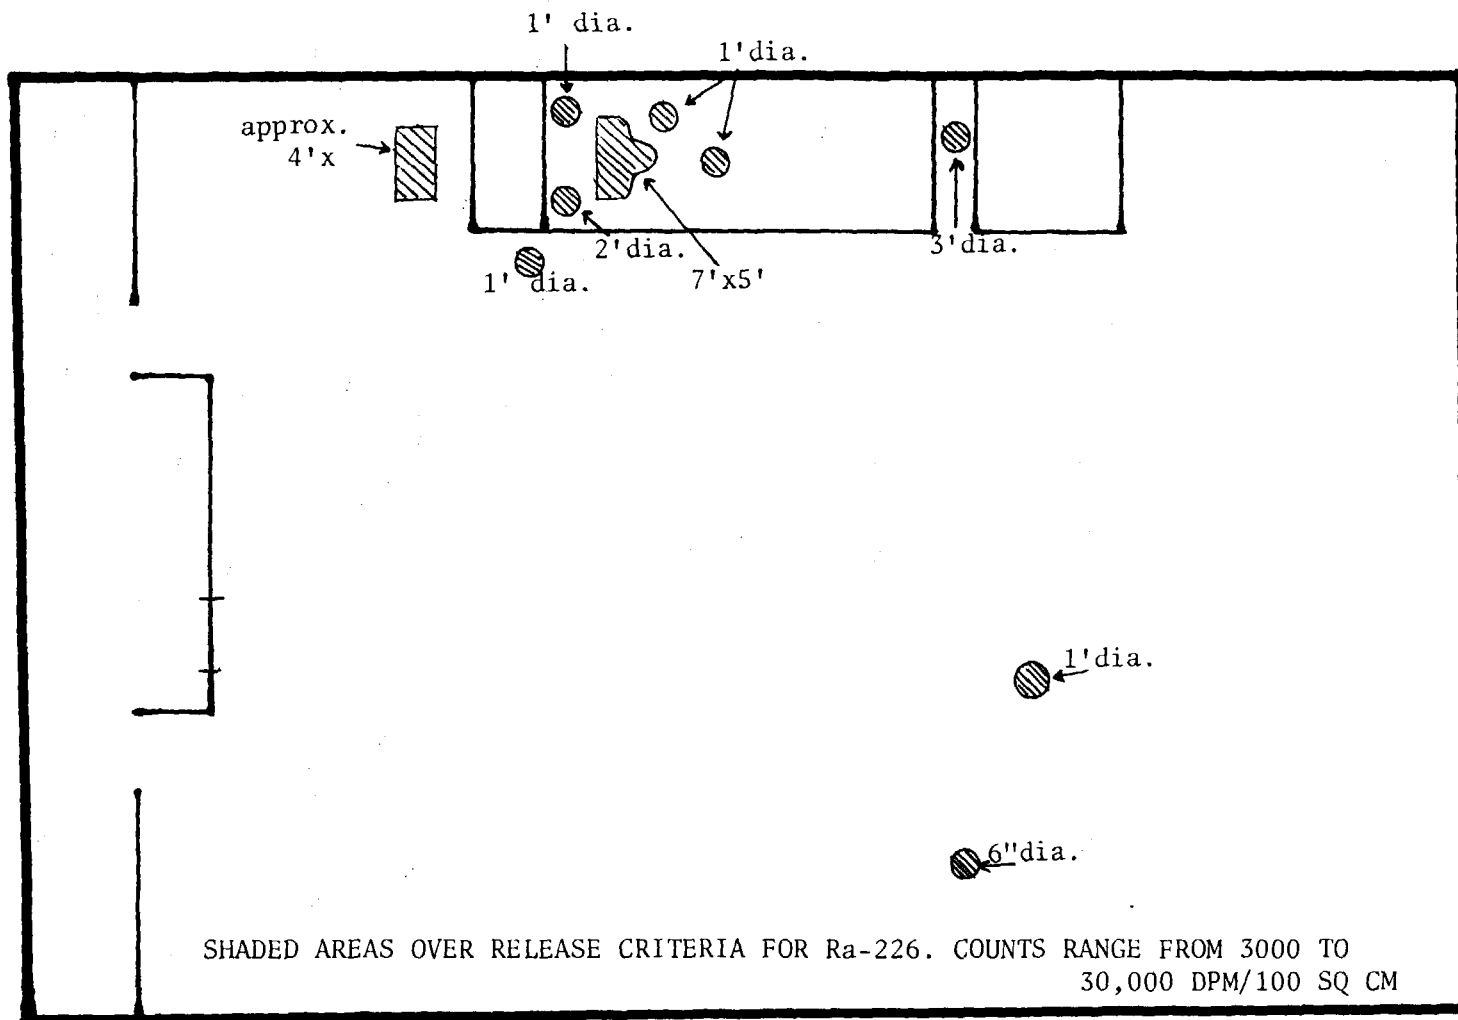 1' dia.
1'dia.
approx.
4'x
2'dia.
3'dia.
1' dia.
7'x5'
1'dia.
6"dia.
SHADED AREAS OVER RELEASE CRITERIA FOR Ra-226. COUNTS RANGE FROM 3000 TO
30,000 DPM/100 SQ CM